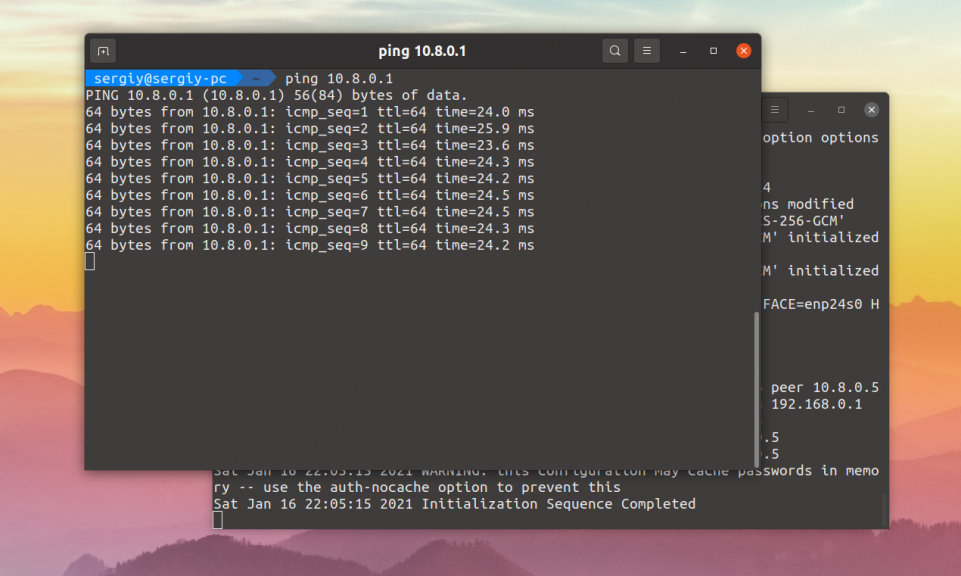 ping 10.8.0.1
sergiy@sergiy-pc ~ ping 10.8.0.1
PING 10.8.0.1 (10.8.0.1) 56(84) bytes of data.
64 bytes from 10.8.0.1: icmp_seq=1 ttl=64 time=24.0 ms
64 bytes from 10.8.0.1: icmp_seq=2 ttl=64 time=25.9 ms
64 bytes from 10.8.0.1: icmp_seq=3 ttl=64 time=23.6 ms
64 bytes from 10.8.0.1: icmp_seq=4 ttl=64 time=24.3 ms
64 bytes from 10.8.0.1: icmp_seq=5 ttl=64 time=24.2 ms
64 bytes from 10.8.0.1: icmp_seq=6 ttl=64 time=24.5 ms
64 bytes from 10.8.0.1: icmp_seq=7 ttl=64 time=24.5 ms
64 bytes from 10.8.0.1: icmp_seq=8 ttl=64 time=24.3 ms
64 bytes from 10.8.0.1: icmp_seq=9 ttl=64 time=24.2 ms
option options
4
ns modified
S-256-GCM'
M' initialized
M' initialized
FACE=enp24s0 H
peer 10.8.0.5
192.168.0.1
.5
.5
Sat Jan 16 22:05:15 2021 WARNING: this configuration may cache passwords in memo
ry -- use the auth-nocache option to prevent this
Sat Jan 16 22:05:15 2021 Initialization Sequence Completed